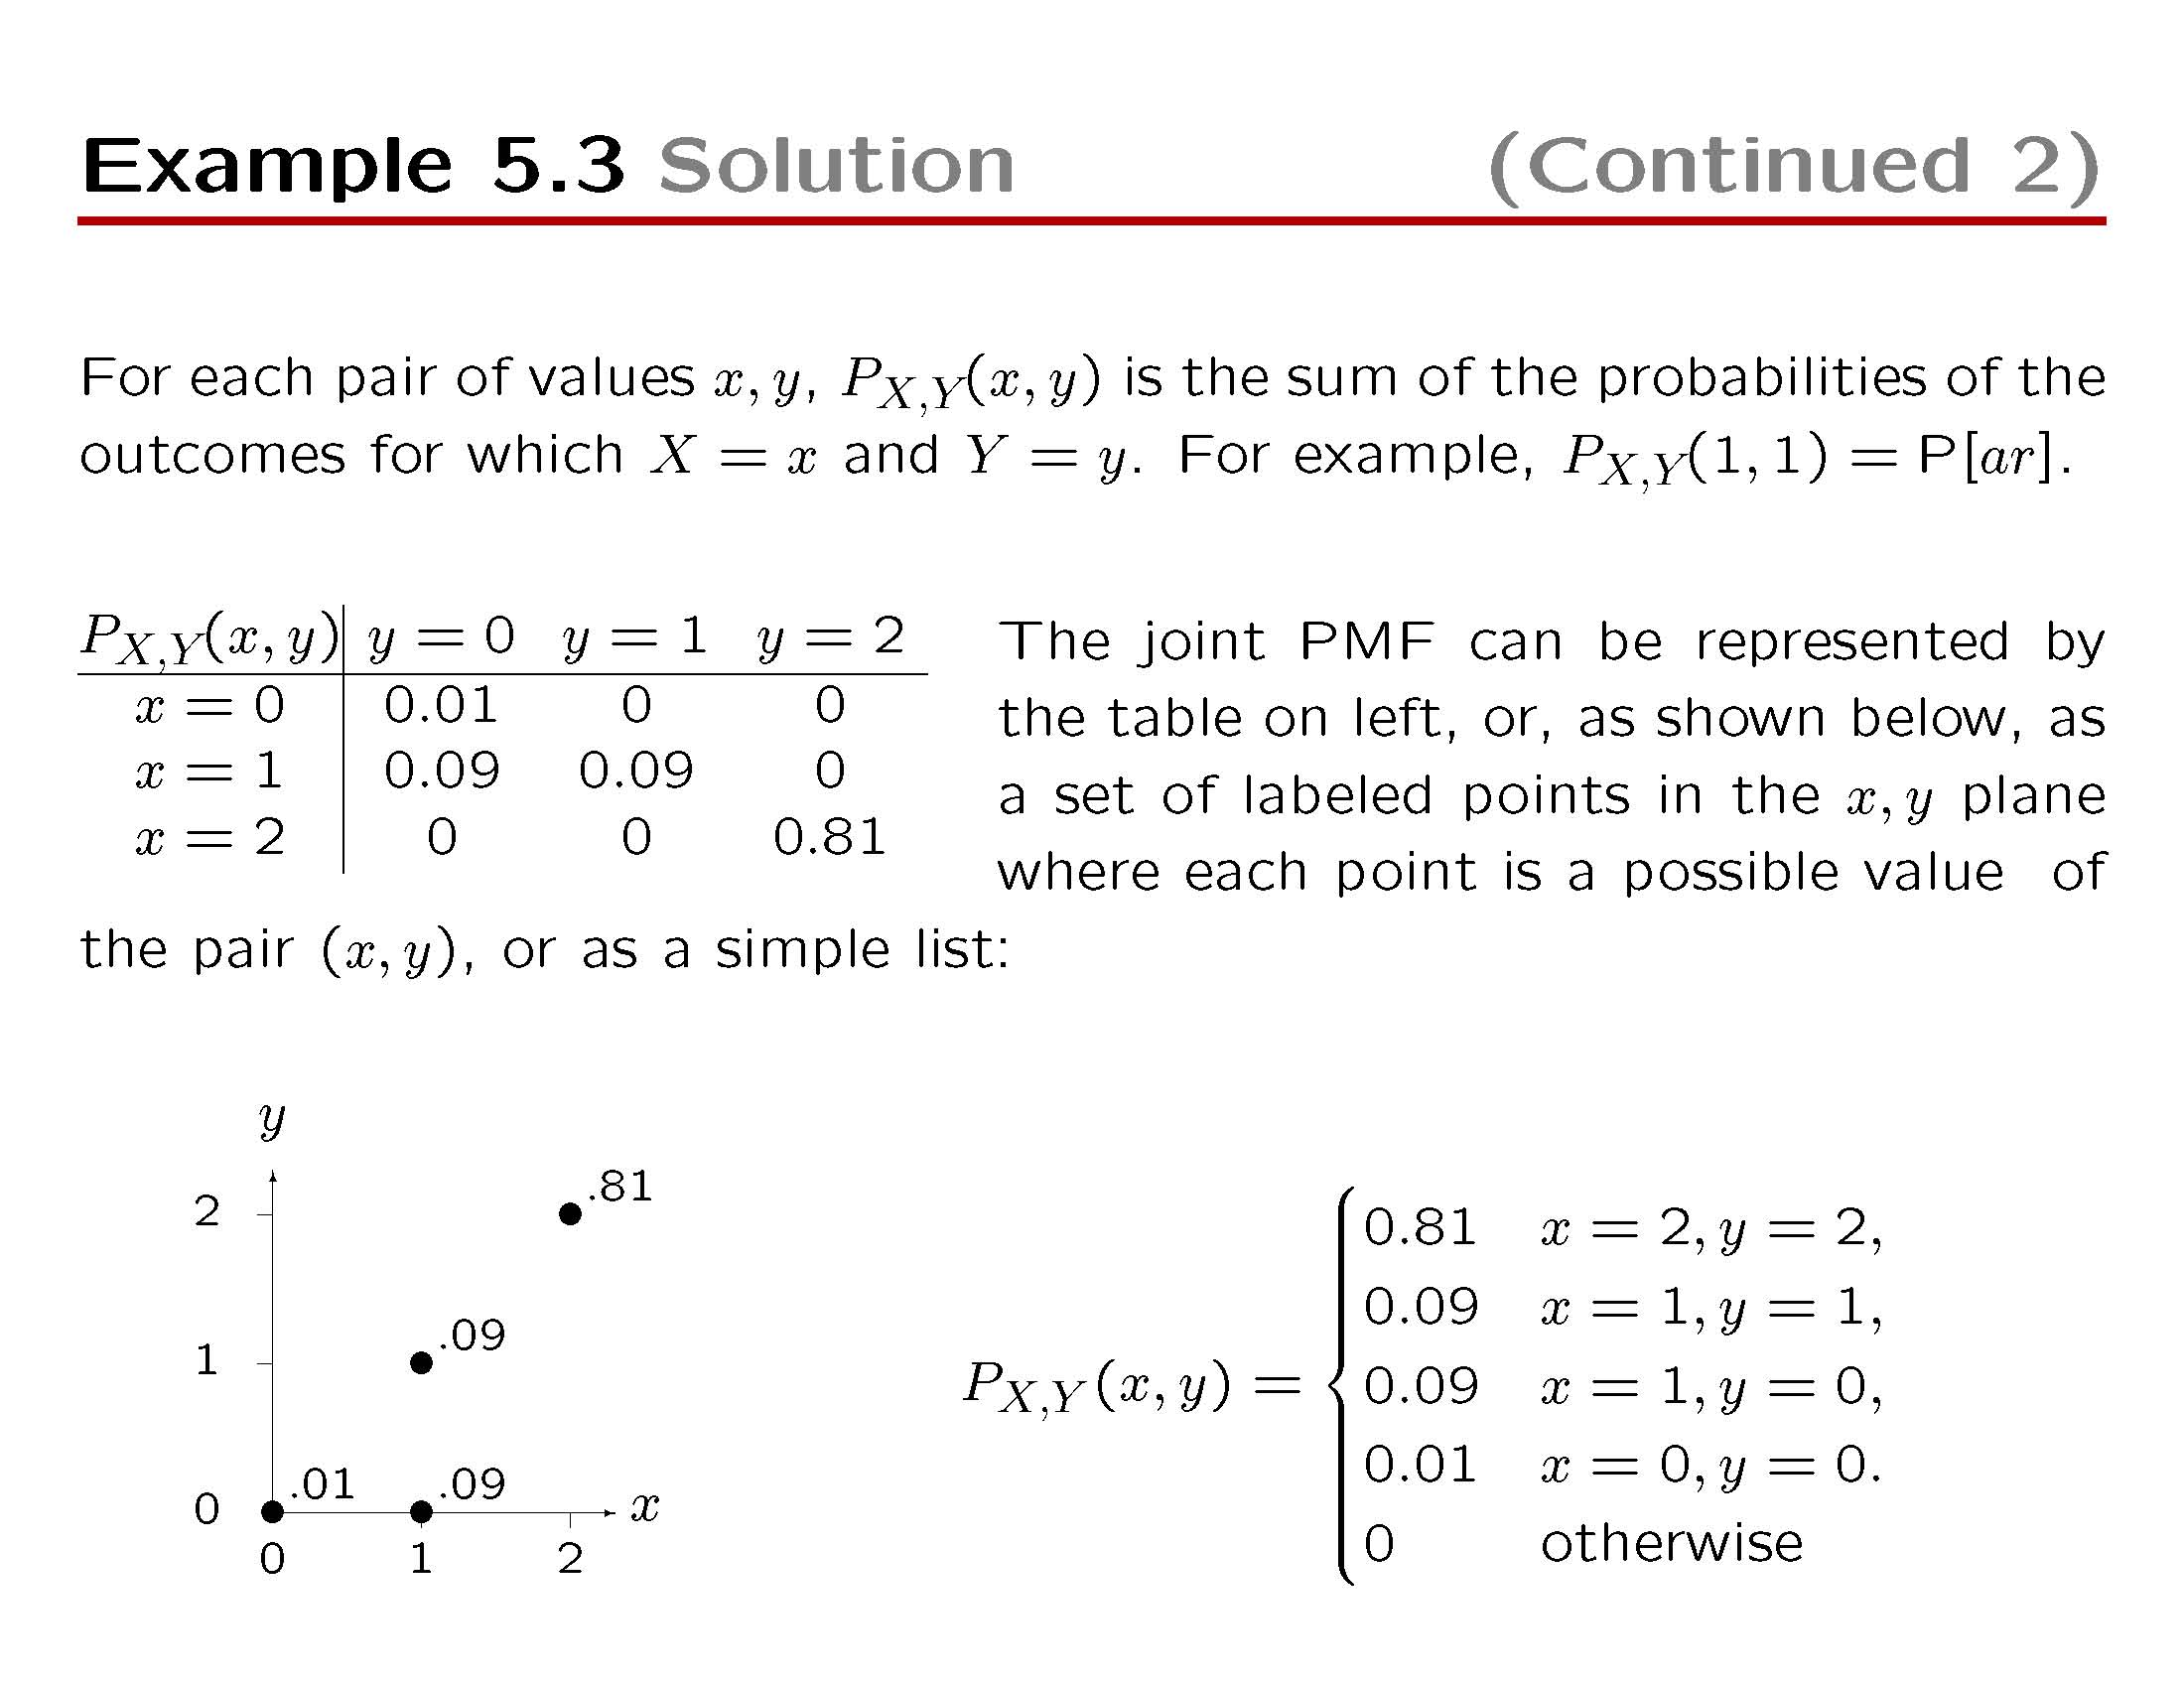 Example 5.3 Solution (Continued 2)
For each pair of values x, y, P_{X,Y}(x, y) is the sum of the probabilities of the
outcomes for which X = x and Y = y. For example, P_{X,Y}(1, 1) = P[ar].
P_{X,Y}(x, y) y = 0 y = 1 y = 2
x = 0 0.01 0 0
x = 1 0.09 0.09 0
x = 2 0 0 0.81
The joint PMF can be represented by
the table on left, or, as shown below, as
a set of labeled points in the x, y plane
where each point is a possible value of
the pair (x, y), or as a simple list:
y
2 .81
1 .09
0 .01 .09 x
0 1 2
P_{X,Y}(x, y) =
0.81 x = 2, y = 2,
0.09 x = 1, y = 1,
0.09 x = 1, y = 0,
0.01 x = 0, y = 0.
0 otherwise